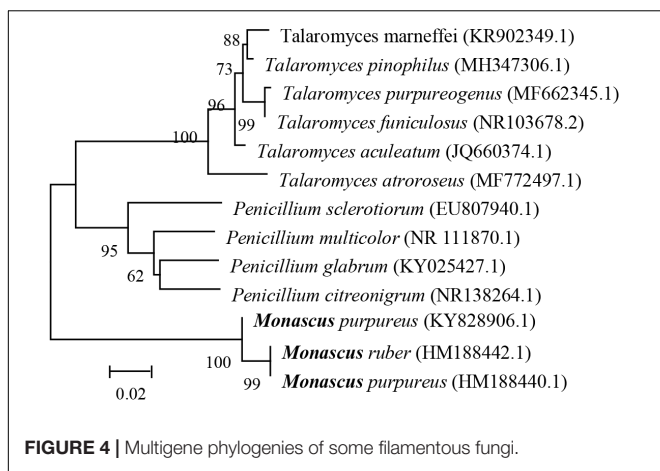 88
Talaromyces marneffei (KR902349.1)
73
Talaromyces pinophilus (MH347306.1)
Talaromyces purpureogenus (MF662345.1)
96
99
Talaromyces funiculosus (NR103678.2)
100
Talaromyces aculeatum (JQ660374.1)
Talaromyces atroroseus (MF772497.1)
Penicillium sclerotiorum (EU807940.1)
95
Penicillium multicolor (NR 111870.1)
62
Penicillium glabrum (KY025427.1)
Penicillium citreonigrum (NR138264.1)
Monascus purpureus (KY828906.1)
100
Monascus ruber (HM188442.1)
99
Monascus purpureus (HM188440.1)
0.02
FIGURE 4 | Multigene phylogenies of some filamentous fungi.